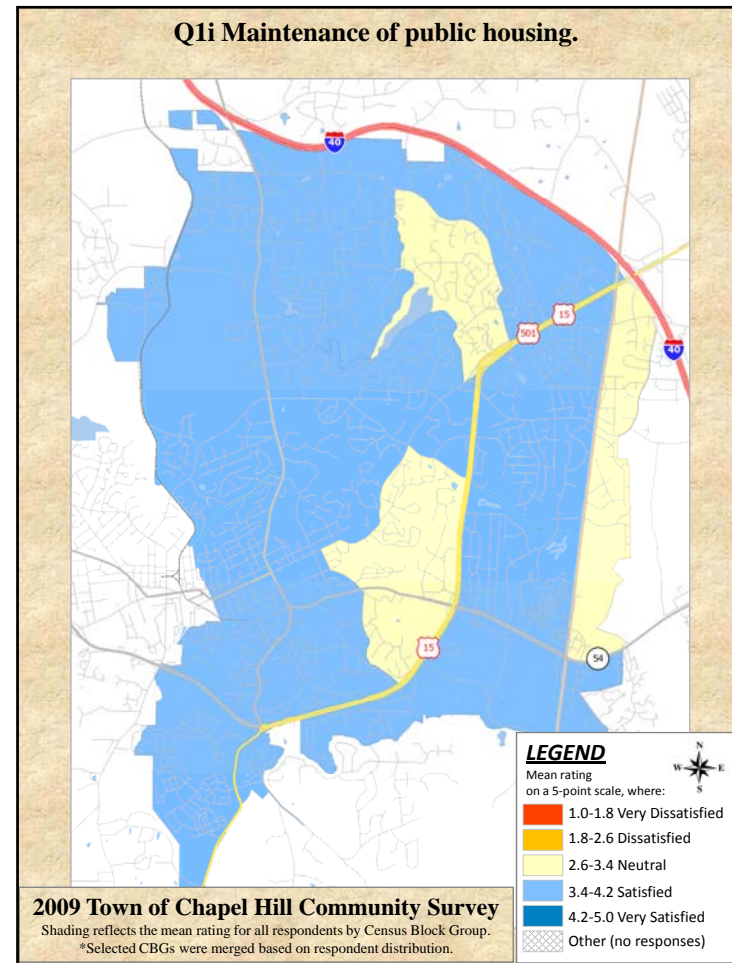 Q1i Maintenance of public housing.
40
15
501
40
54
15
LEGEND
Mean rating
on a 5-point scale, where:
N
W E
S
1.0-1.8 Very Dissatisfied
1.8-2.6 Dissatisfied
2.6-3.4 Neutral
3.4-4.2 Satisfied
4.2-5.0 Very Satisfied
Other (no responses)
2009 Town of Chapel Hill Community Survey
Shading reflects the mean rating for all respondents by Census Block Group.
*Selected CBGs were merged based on respondent distribution.